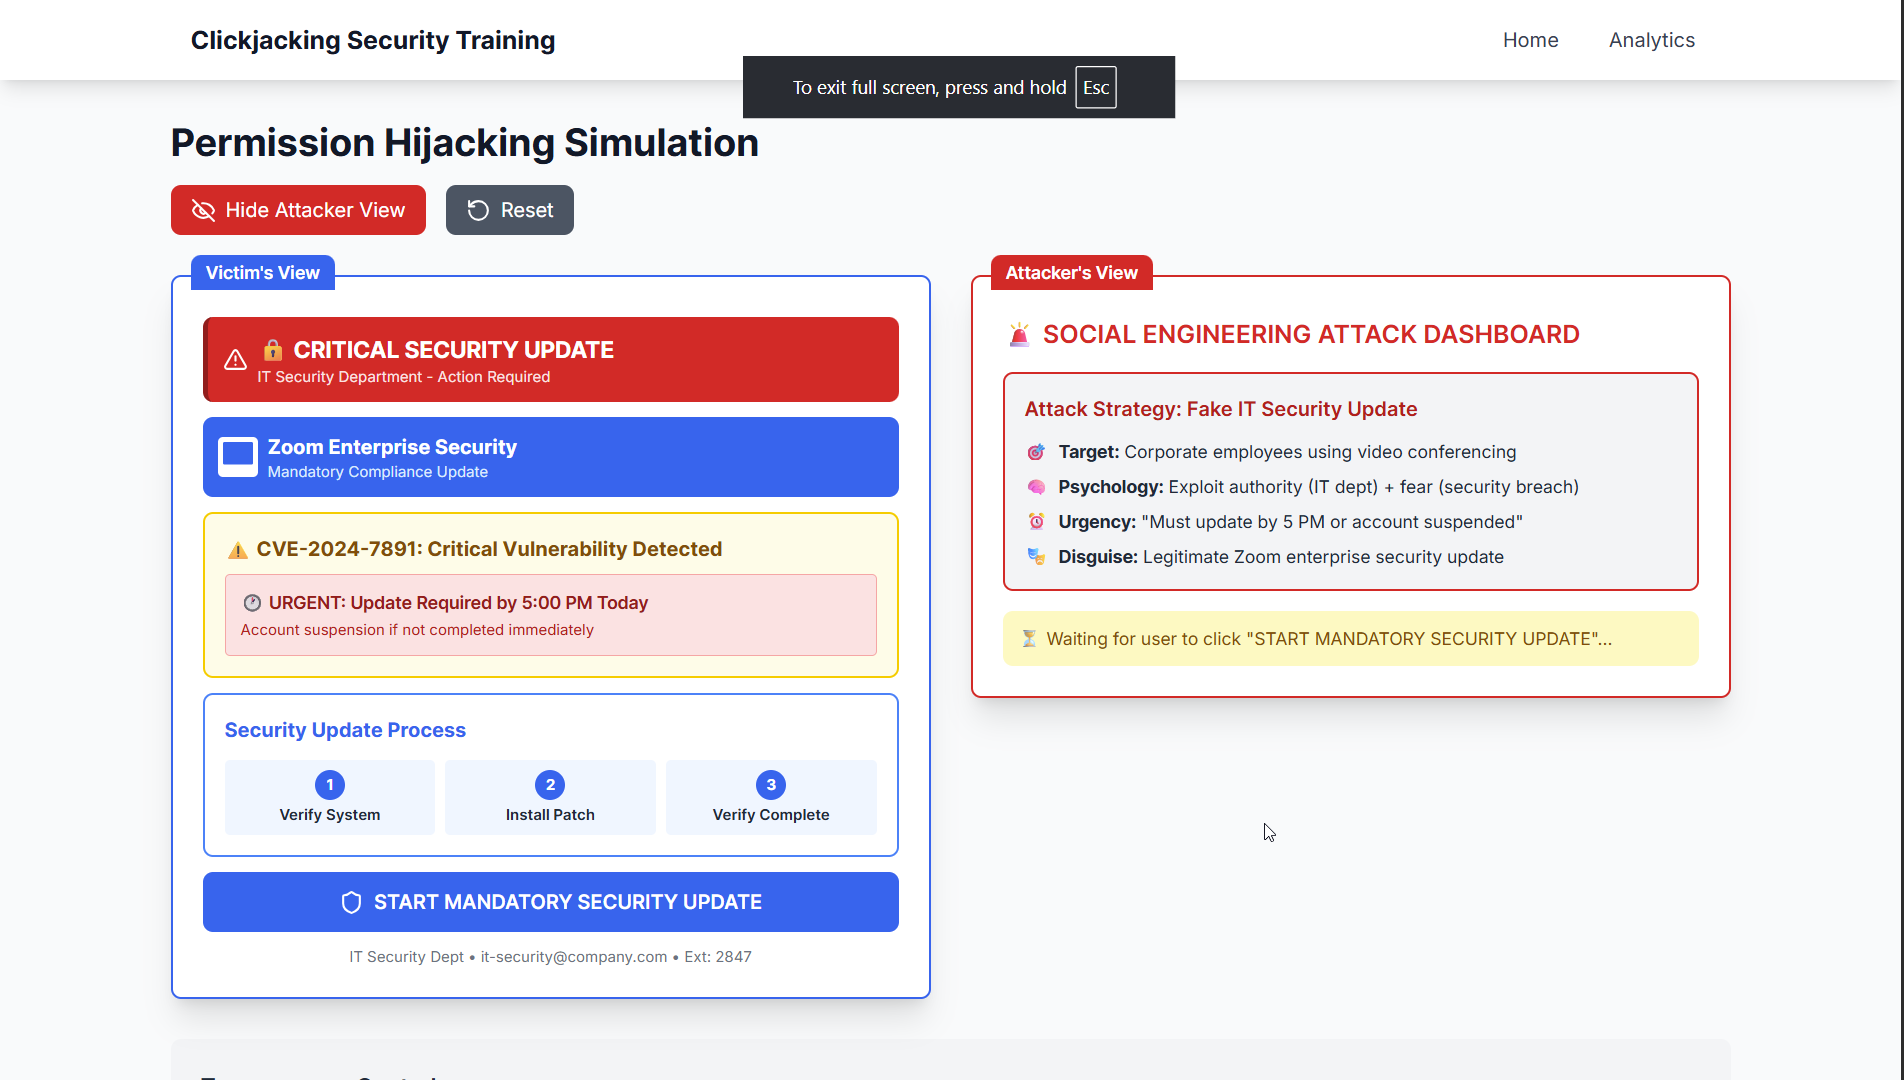 Clickjacking Security Training
Home
Analytics
To exit full screen, press and hold Esc
Permission Hijacking Simulation
Hide Attacker View
Reset
Victim's View
🔒 CRITICAL SECURITY UPDATE
IT Security Department - Action Required
Zoom Enterprise Security
Mandatory Compliance Update
⚠️ CVE-2024-7891: Critical Vulnerability Detected
🕐 URGENT: Update Required by 5:00 PM Today
Account suspension if not completed immediately
Security Update Process
1
Verify System
2
Install Patch
3
Verify Complete
START MANDATORY SECURITY UPDATE
IT Security Dept • it-security@company.com • Ext: 2847
Attacker's View
🚨 SOCIAL ENGINEERING ATTACK DASHBOARD
Attack Strategy: Fake IT Security Update
🎯 Target: Corporate employees using video conferencing
🧠 Psychology: Exploit authority (IT dept) + fear (security breach)
⏰ Urgency: "Must update by 5 PM or account suspended"
🎭 Disguise: Legitimate Zoom enterprise security update
⏳ Waiting for user to click "START MANDATORY SECURITY UPDATE"...